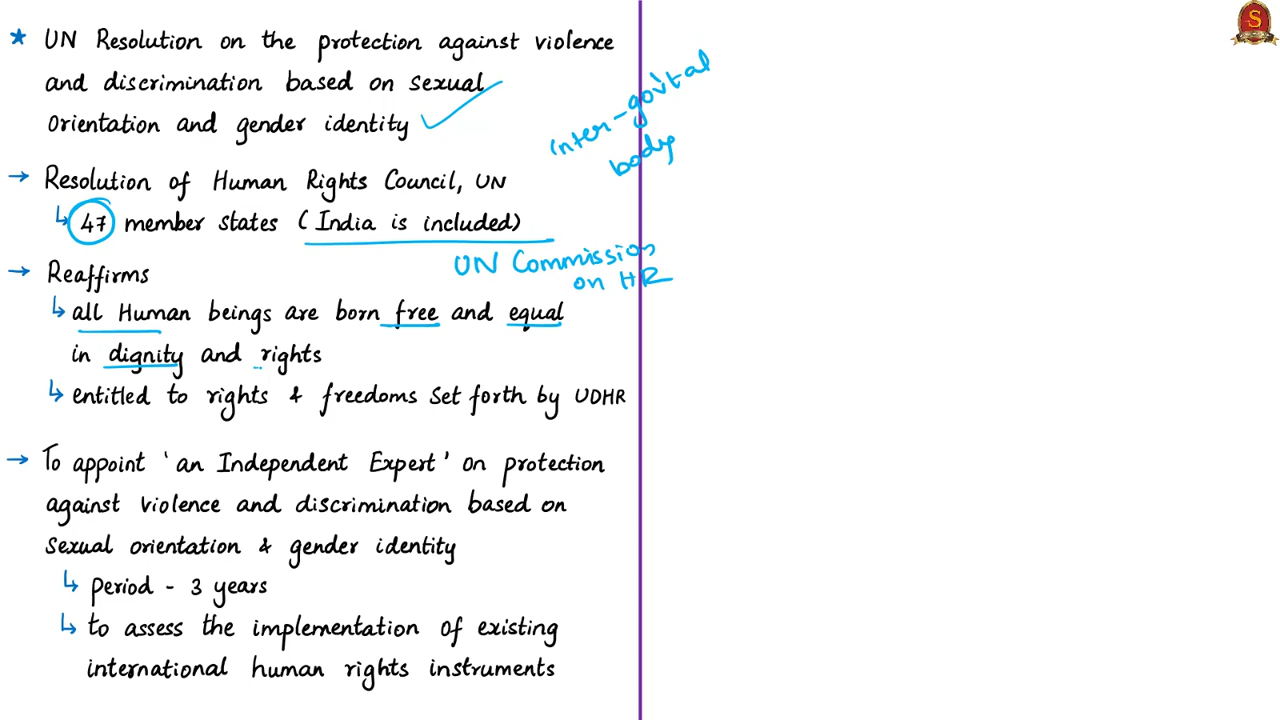 * UN Resolution on the protection against violence
and discrimination based on sexual
orientation and gender identity
inter-gov'tal
body
→ Resolution of Human Rights Council, UN
↳ 47 member states (India is included)
UN Commission
on HR
→ Reaffirms
↳ all Human beings are born free and equal
in dignity and rights
↳ entitled to rights & freedoms set forth by UDHR
→ To appoint 'an Independent Expert' on protection
against violence and discrimination based on
sexual orientation & gender identity
↳ period - 3 years
↳ to assess the implementation of existing
international human rights instruments
S